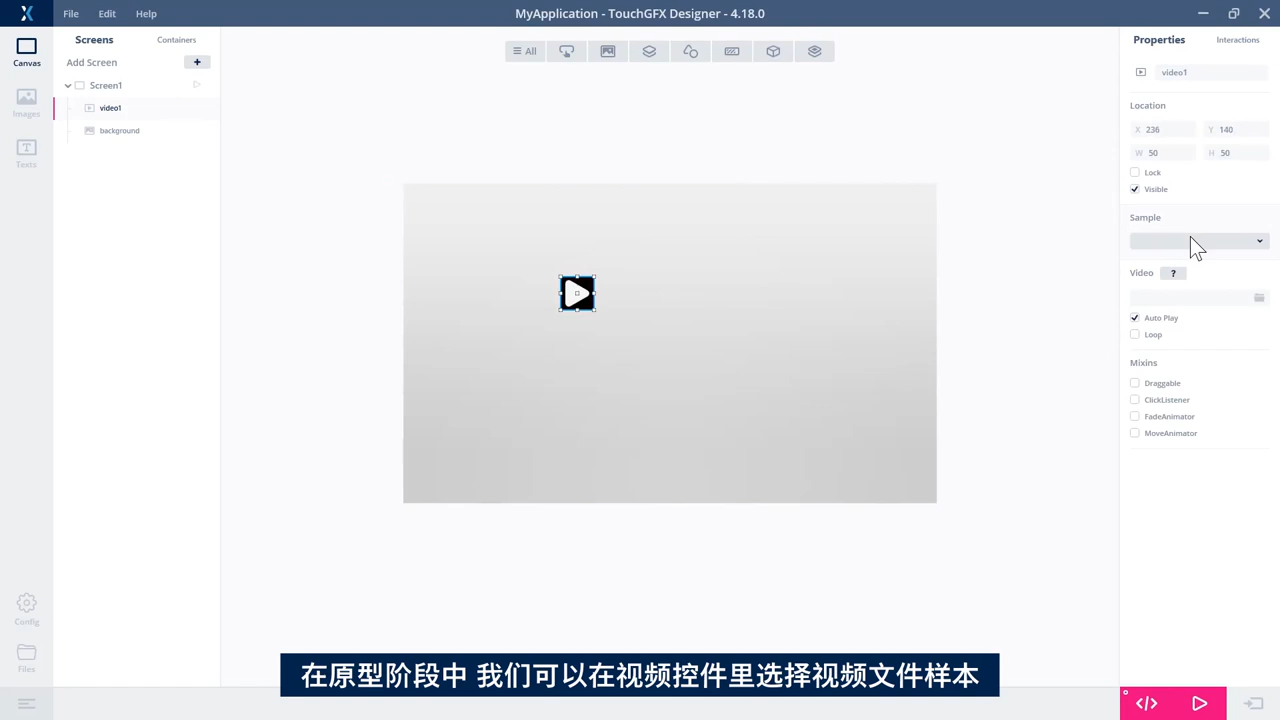 File Edit Help
MyApplication - TouchGFX Designer - 4.18.0
Canvas
Images
Texts
Config
Files
Screens Containers
Add Screen +
Screen1
video1
background
All
Properties Interactions
video1
Location
X 236 Y 140
W 50 H 50
Lock
Visible
Sample
Video ?
Auto Play
Loop
Mixins
Draggable
ClickListener
FadeAnimator
MoveAnimator
在原型阶段中 我们可以在视频控件里选择视频文件样本